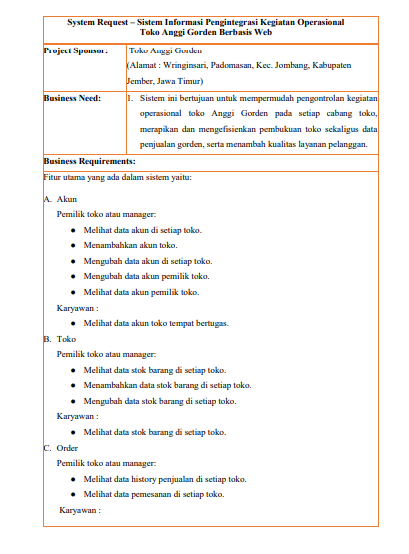 System Request – Sistem Informasi Pengintegrasi Kegiatan Operasional
Toko Anggi Gorden Berbasis Web
Project Sponsor: Toko Anggi Gorden
(Alamat : Wringinsari, Padomasan, Kec. Jombang, Kabupaten
Jember, Jawa Timur)
Business Need: 1. Sistem ini bertujuan untuk mempermudah pengontrolan kegiatan
operasional toko Anggi Gorden pada setiap cabang toko,
merapikan dan mengefisienkan pembukuan toko sekaligus data
penjualan gorden, serta menambah kualitas layanan pelanggan.
Business Requirements:
Fitur utama yang ada dalam sistem yaitu:
A. Akun
Pemilik toko atau manager:
● Melihat data akun di setiap toko.
● Menambahkan akun toko.
● Mengubah data akun di setiap toko.
● Mengubah data akun pemilik toko.
● Melihat data akun pemilik toko.
Karyawan :
● Melihat data akun toko tempat bertugas.
B. Toko
Pemilik toko atau manager:
● Melihat data stok barang di setiap toko.
● Menambahkan data stok barang di setiap toko.
● Mengubah data stok barang di setiap toko.
Karyawan :
● Melihat data stok barang di setiap toko.
C. Order
Pemilik toko atau manager:
● Melihat data history penjualan di setiap toko.
● Melihat data pemesanan di setiap toko.
Karyawan :